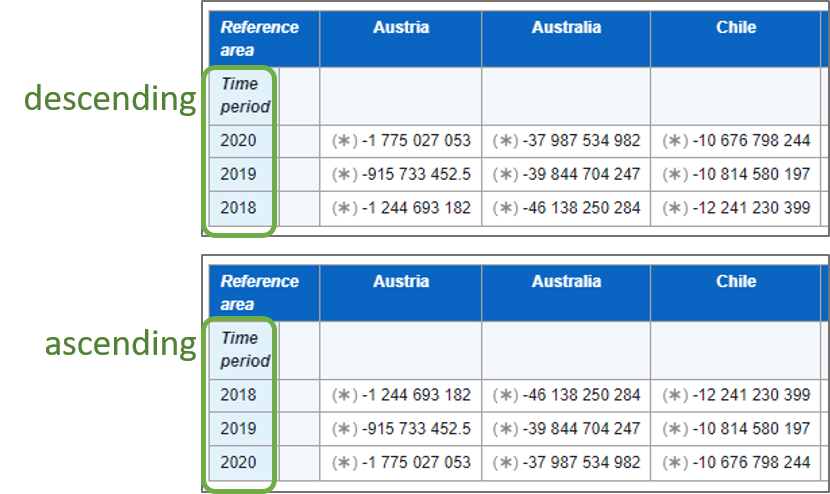 Reference area Austria Australia Chile
descending
Time period
2020 (∗) -1 775 027 053 (∗) -37 987 534 982 (∗) -10 676 798 244
2019 (∗) -915 733 452.5 (∗) -39 844 704 247 (∗) -10 814 580 197
2018 (∗) -1 244 693 182 (∗) -46 138 250 284 (∗) -12 241 230 399
Reference area Austria Australia Chile
ascending
Time period
2018 (∗) -1 244 693 182 (∗) -46 138 250 284 (∗) -12 241 230 399
2019 (∗) -915 733 452.5 (∗) -39 844 704 247 (∗) -10 814 580 197
2020 (∗) -1 775 027 053 (∗) -37 987 534 982 (∗) -10 676 798 244